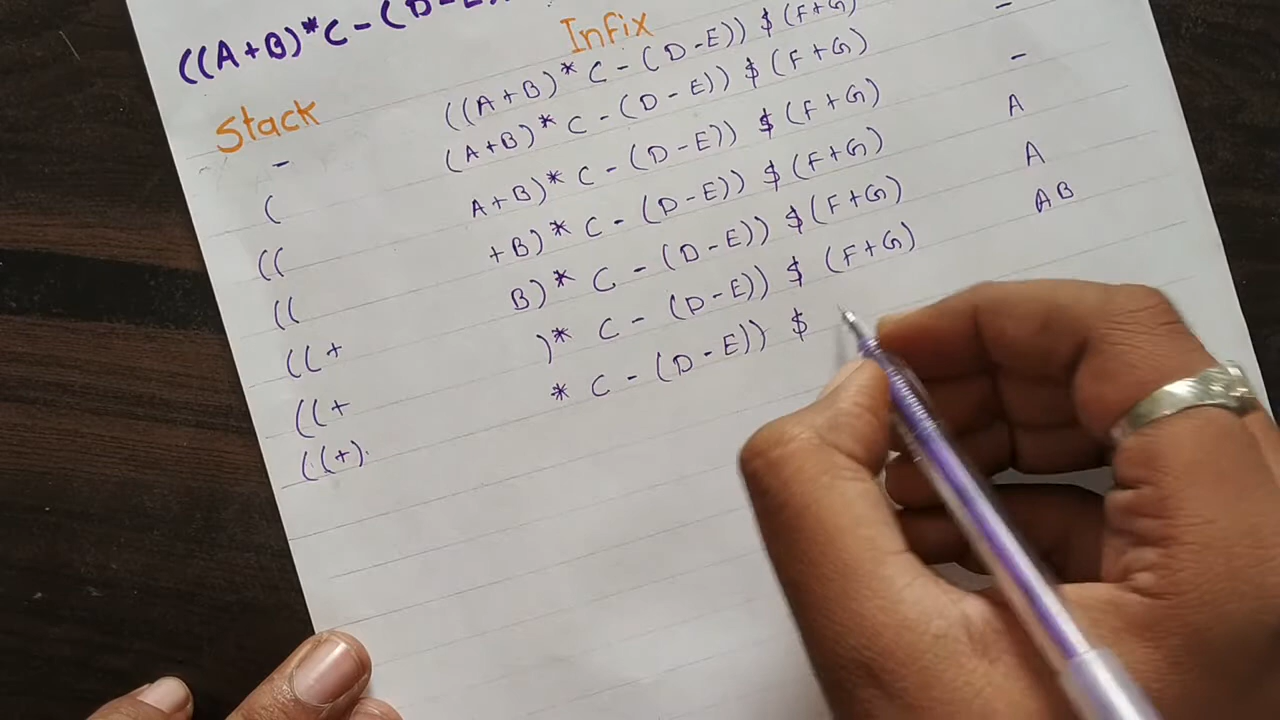 ((A+B)*C-(D-E)
Stack Infix
- ((A+B)* C-(D-E)) $ (F+G) -
( (A+B)* C-(D-E)) $ (F+G) -
(( A+B)* C-(D-E)) $ (F+G) A
(( +B)* C-(D-E)) $ (F+G) A
((+ B)* C-(D-E)) $ (F+G) AB
((+ )* C-(D-E)) $ (F+G)
((+) * C-(D-E)) $